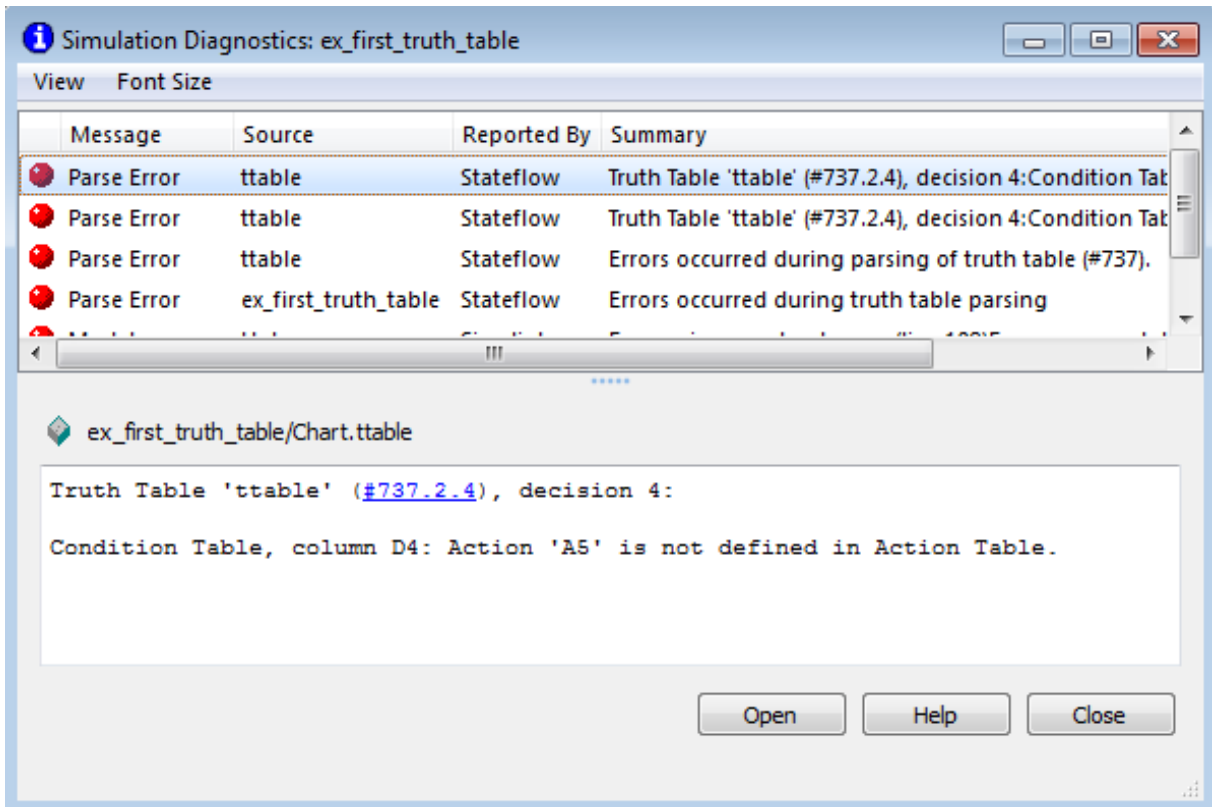 Simulation Diagnostics: ex_first_truth_table
View Font Size
Message Source Reported By Summary
Parse Error ttable Stateflow Truth Table 'ttable' (#737.2.4), decision 4:Condition Tab
Parse Error ttable Stateflow Truth Table 'ttable' (#737.2.4), decision 4:Condition Tab
Parse Error ttable Stateflow Errors occurred during parsing of truth table (#737).
Parse Error ex_first_truth_table Stateflow Errors occurred during truth table parsing
ex_first_truth_table/Chart.ttable
Truth Table 'ttable' (#737.2.4), decision 4:
Condition Table, column D4: Action 'A5' is not defined in Action Table.
Open Help Close